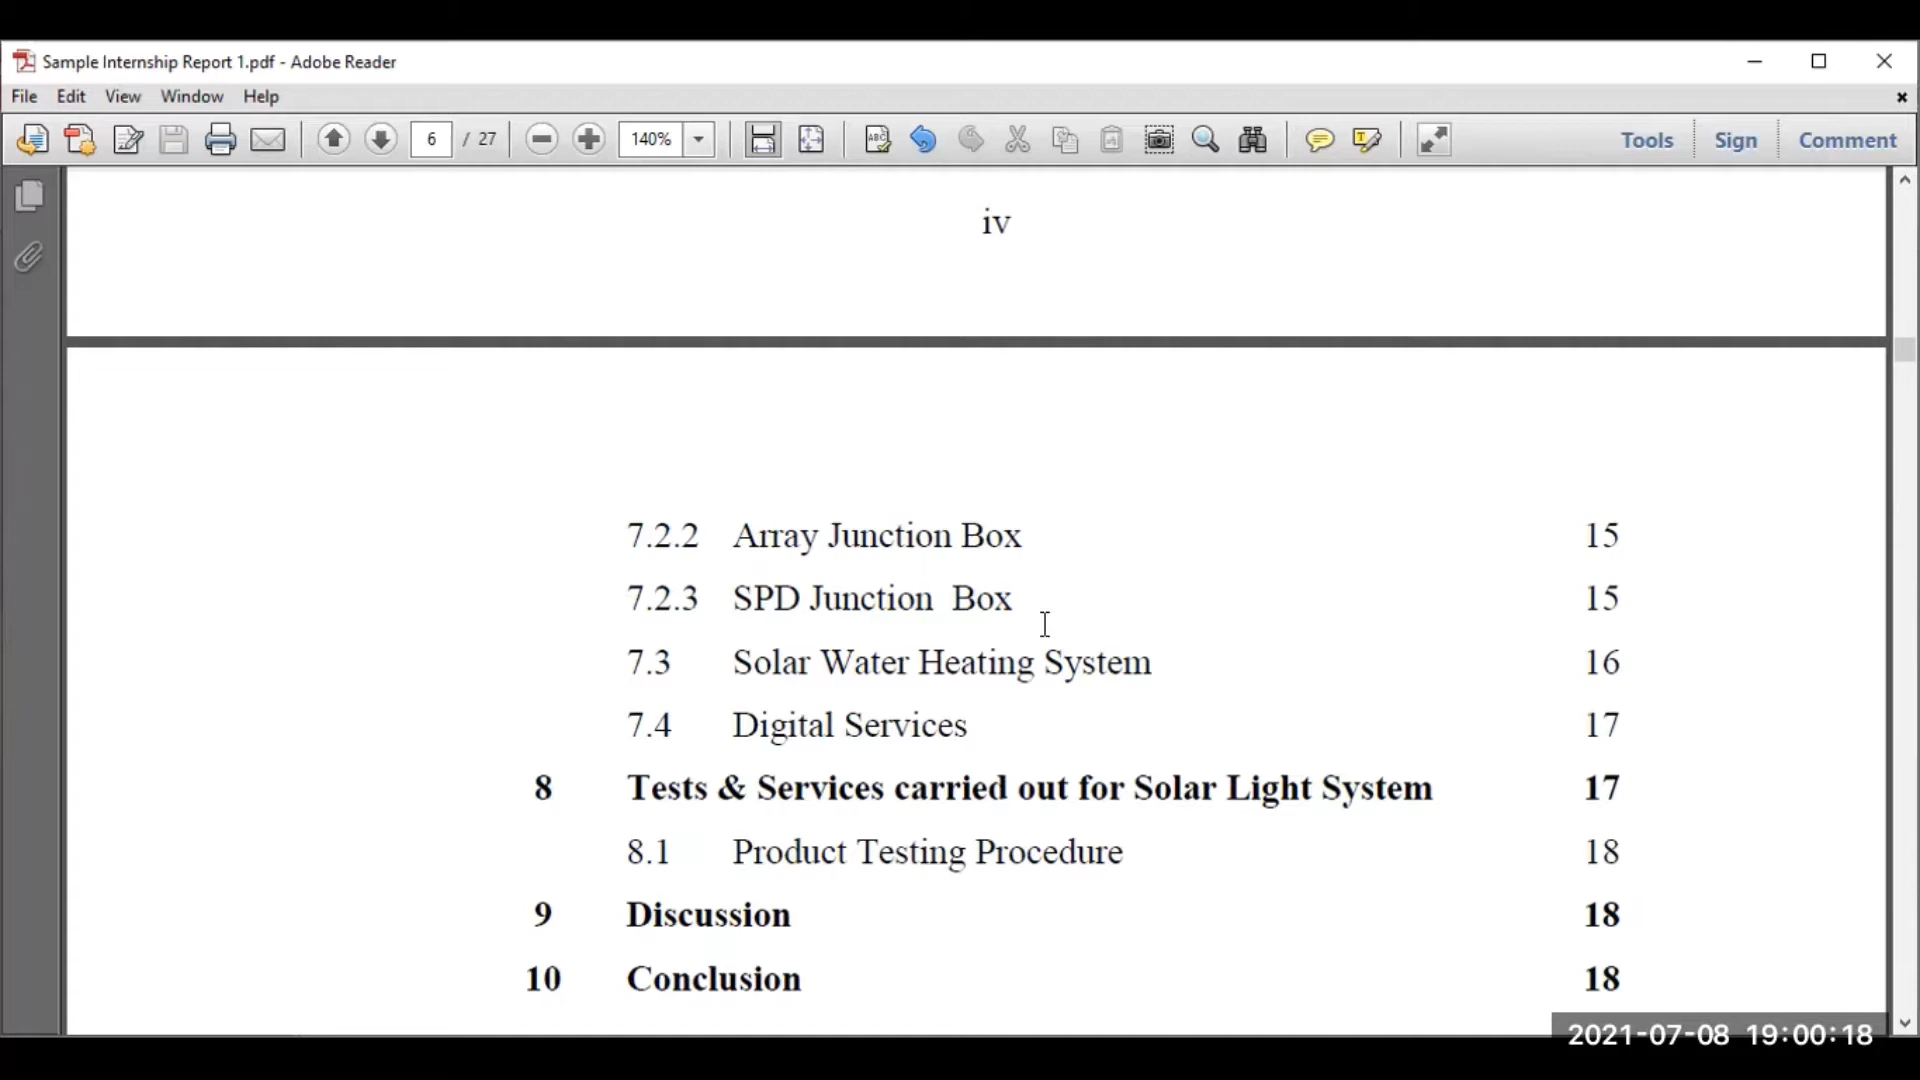 Sample Internship Report 1.pdf - Adobe Reader
File Edit View Window Help
6 / 27 140% Tools Sign Comment
iv
7.2.2 Array Junction Box 15
7.2.3 SPD Junction Box 15
7.3 Solar Water Heating System 16
7.4 Digital Services 17
8 Tests & Services carried out for Solar Light System 17
8.1 Product Testing Procedure 18
9 Discussion 18
10 Conclusion 18
2021-07-08 19:00:18